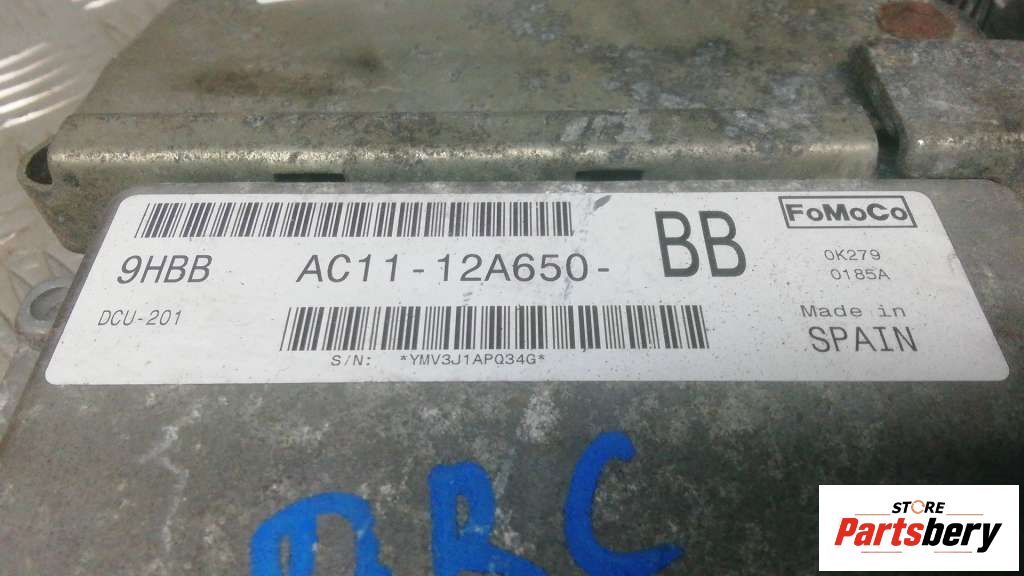 9HBB AC11-12A650- BB
FoMoCo
0K279
0185A
DCU-201
S/N: *YMV3J1APQ34G*
Made in
SPAIN
STORE
Partsbery